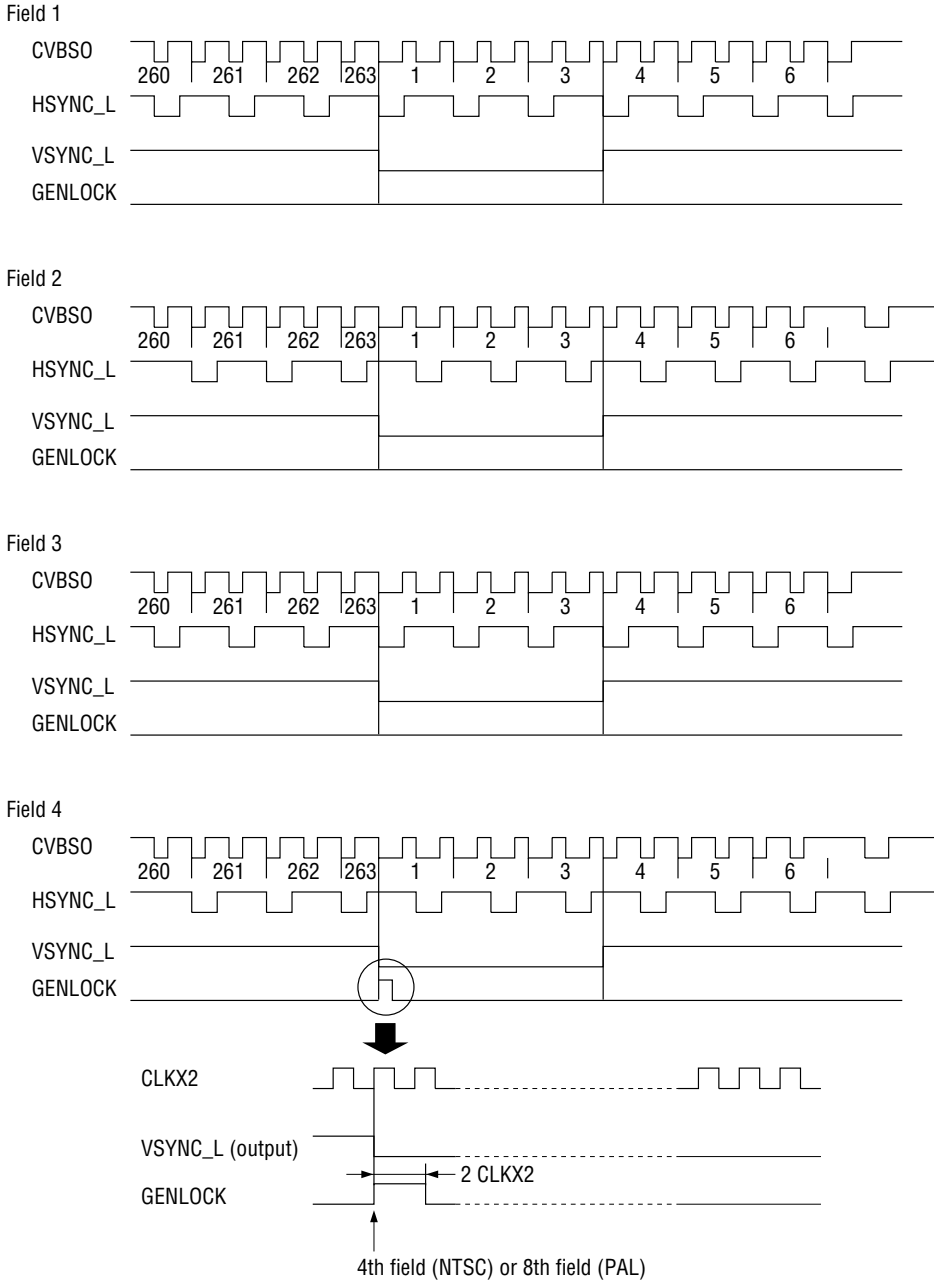 Field 1
CVBSO
260 261 262 263 1 2 3 4 5 6
HSYNC_L
VSYNC_L
GENLOCK
Field 2
CVBSO
260 261 262 263 1 2 3 4 5 6
HSYNC_L
VSYNC_L
GENLOCK
Field 3
CVBSO
260 261 262 263 1 2 3 4 5 6
HSYNC_L
VSYNC_L
GENLOCK
Field 4
CVBSO
260 261 262 263 1 2 3 4 5 6
HSYNC_L
VSYNC_L
GENLOCK
CLKX2
VSYNC_L (output)
2 CLKX2
GENLOCK
4th field (NTSC) or 8th field (PAL)